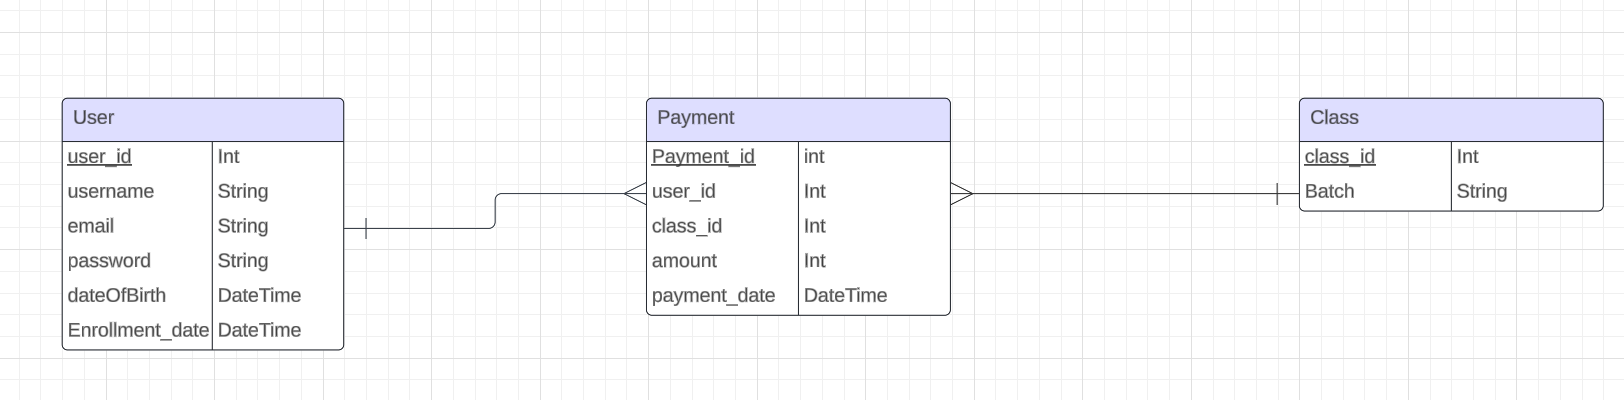 User
user_id Int
username String
email String
password String
dateOfBirth DateTime
Enrollment_date DateTime
Payment
Payment_id int
user_id Int
class_id Int
amount Int
payment_date DateTime
Class
class_id Int
Batch String